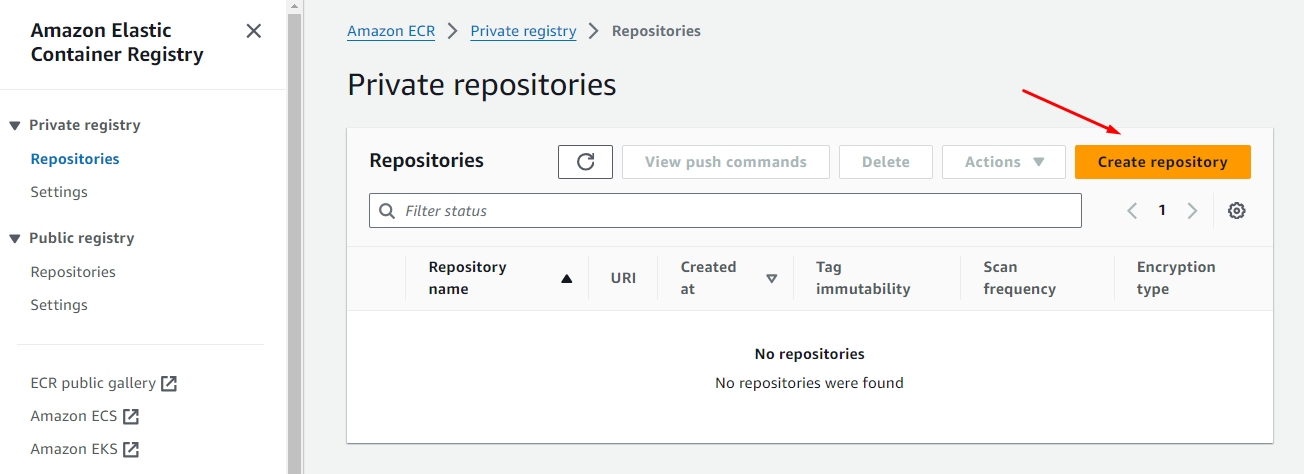 Amazon Elastic
Container Registry
Private registry
Repositories
Settings
Public registry
Repositories
Settings
ECR public gallery
Amazon ECS
Amazon EKS
Amazon ECR Private registry Repositories
Private repositories
Repositories View push commands Delete Actions Create repository
Filter status 1
Repository name URI Created at Tag immutability Scan frequency Encryption type
No repositories
No repositories were found